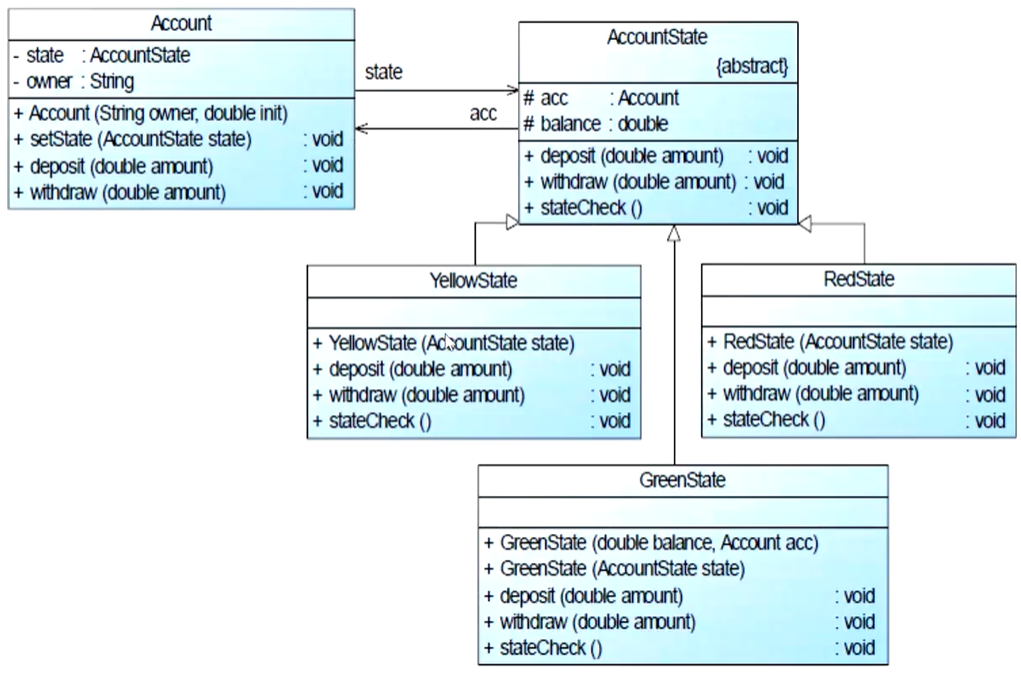 Account
- state : AccountState
- owner : String
+ Account (String owner, double init)
+ setState (AccountState state) : void
+ deposit (double amount) : void
+ withdraw (double amount) : void
state
acc
AccountState
{abstract}
# acc : Account
# balance : double
+ deposit (double amount) : void
+ withdraw (double amount) : void
+ stateCheck () : void
YellowState
+ YellowState (AccountState state)
+ deposit (double amount) : void
+ withdraw (double amount) : void
+ stateCheck () : void
RedState
+ RedState (AccountState state)
+ deposit (double amount) : void
+ withdraw (double amount) : void
+ stateCheck () : void
GreenState
+ GreenState (double balance, Account acc)
+ GreenState (AccountState state)
+ deposit (double amount) : void
+ withdraw (double amount) : void
+ stateCheck () : void